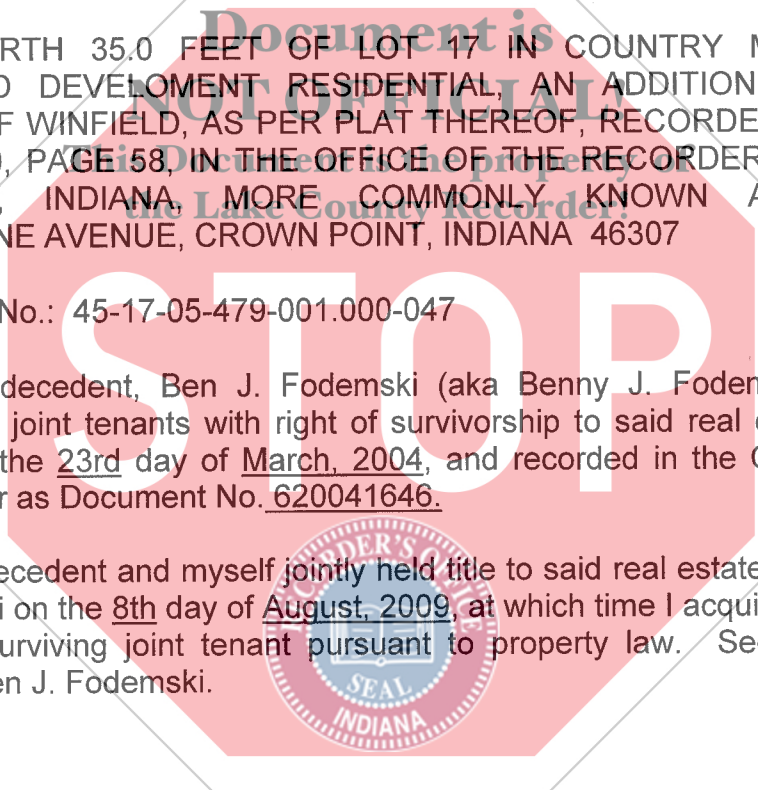 Document is
RTH 35.0 FEET OF LOT 17 IN COUNTRY M
NOT OFFICIAL!
D DEVELOMENT RESIDENTIAL, AN ADDITION
F WINFIELD, AS PER PLAT THEREOF, RECORDE
This Document is the property of
, PAGE 58, IN THE OFFICE OF THE RECORDER
the Lake County Recorder!
, INDIANA, MORE COMMONLY KNOWN A
NE AVENUE, CROWN POINT, INDIANA 46307
No.: 45-17-05-479-001.000-047
STOP
decedent, Ben J. Fodemski (aka Benny J. Foden
joint tenants with right of survivorship to said real
the 23rd day of March, 2004, and recorded in the
r as Document No. 620041646.
ecedent and myself jointly held title to said real estate
i on the 8th day of August, 2009, at which time I acqui
urviving joint tenant pursuant to property law. Se
en J. Fodemski.
RECORDER'S OFFICE
SEAL
INDIANA